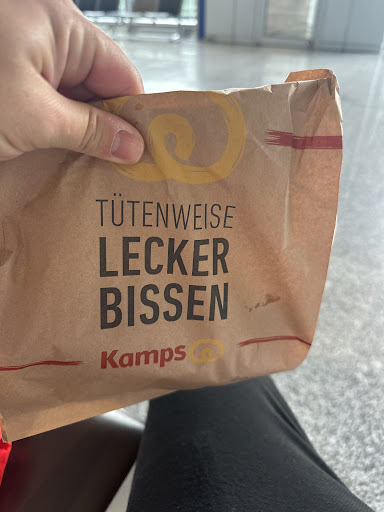 TÜTENWEISE
LECKER
BISSEN
Kamps